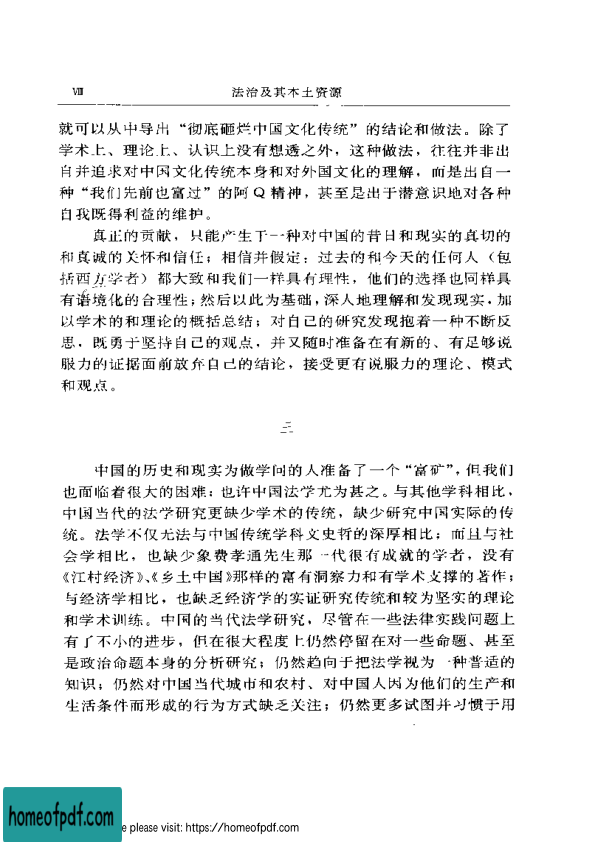 Ⅷ 法治及其本土资源
就可以从中导出“彻底砸烂中国文化传统”的结论和做法。除了
学术上、理论上、认识上没有想透之外，这种做法，往往并非出
自并追求对中国文化传统本身和对外国文化的理解，而是出自一
种“我们先前也富过”的阿Q精神，甚至是出于潜意识地对各种
自我既得利益的维护。
真正的贡献，只能产生于一种对中国的昔日和现实的真切的
和真诚的关怀和信任；相信并假定：过去的和今天的任何人（包
括西方学者）都大致和我们一样具有理性，他们的选择也同样具
有语境化的合理性；然后以此为基础，深入地理解和发现现实，加
以学术的和理论的概括总结；对自己的研究发现抱着一种不断反
思，既勇于坚持自己的观点，并又随时准备在有新的、有足够说
服力的证据面前放弃自己的结论，接受更有说服力的理论、模式
和观点。
三
中国的历史和现实为做学问的人准备了一个“富矿”，但我们
也面临着很大的困难；也许中国法学尤为甚之。与其他学科相比，
中国当代的法学研究更缺少学术的传统，缺少研究中国实际的传
统。法学不仅无法与中国传统学科文史哲的深厚相比；而且与社
会学相比，也缺少象费孝通先生那一代很有成就的学者，没有
《江村经济》、《乡土中国》那样的富有洞察力和有学术支撑的著作；
与经济学相比，也缺乏经济学的实证研究传统和较为坚实的理论
和学术训练。中国的当代法学研究，尽管在一些法律实践问题上
有了不小的进步，但在很大程度上仍然停留在对一些命题、甚至
是政治命题本身的分析研究；仍然趋向于把法学视为一种普适的
知识；仍然对中国当代城市和农村、对中国人因为他们的生产和
生活条件而形成的行为方式缺乏关注；仍然更多试图并习惯于用
homeofpdf.com
e please visit: https://homeofpdf.com